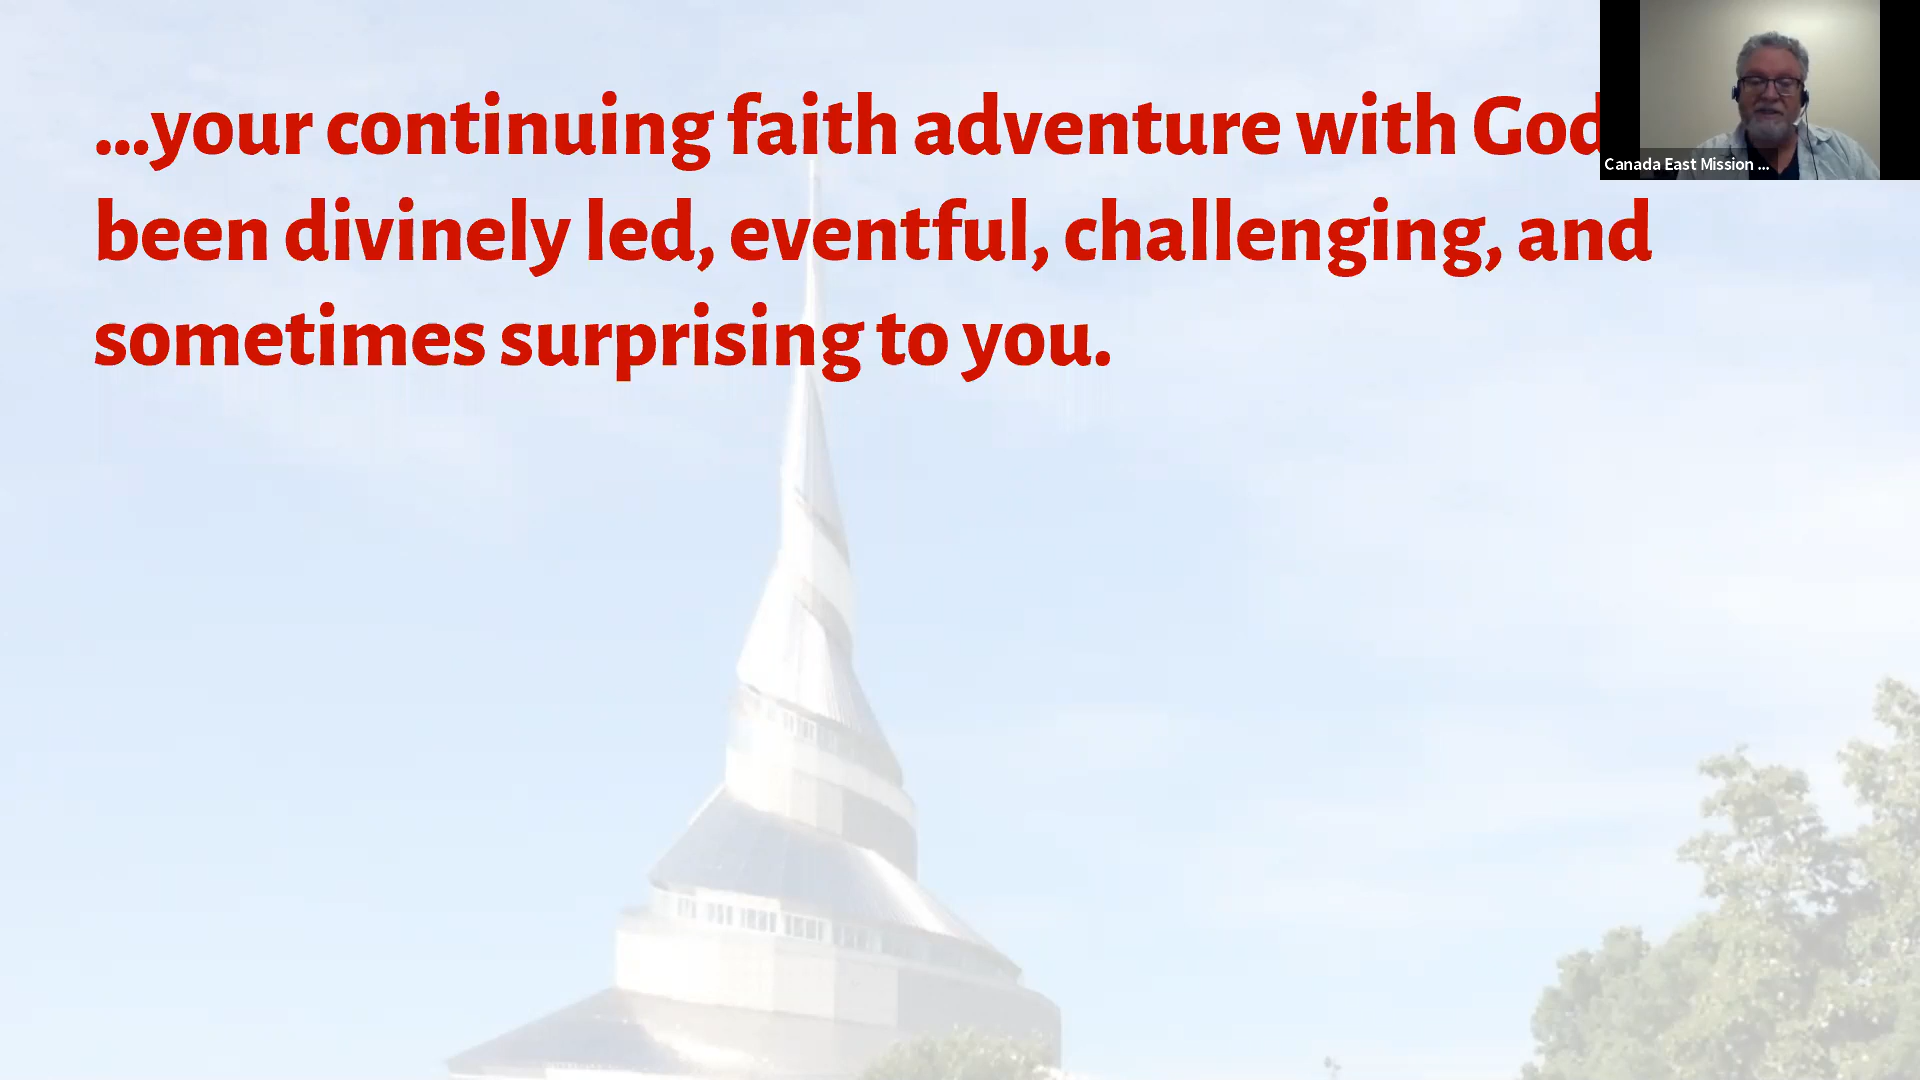 ...your continuing faith adventure with God
been divinely led, eventful, challenging, and
sometimes surprising to you.
Canada East Mission ...